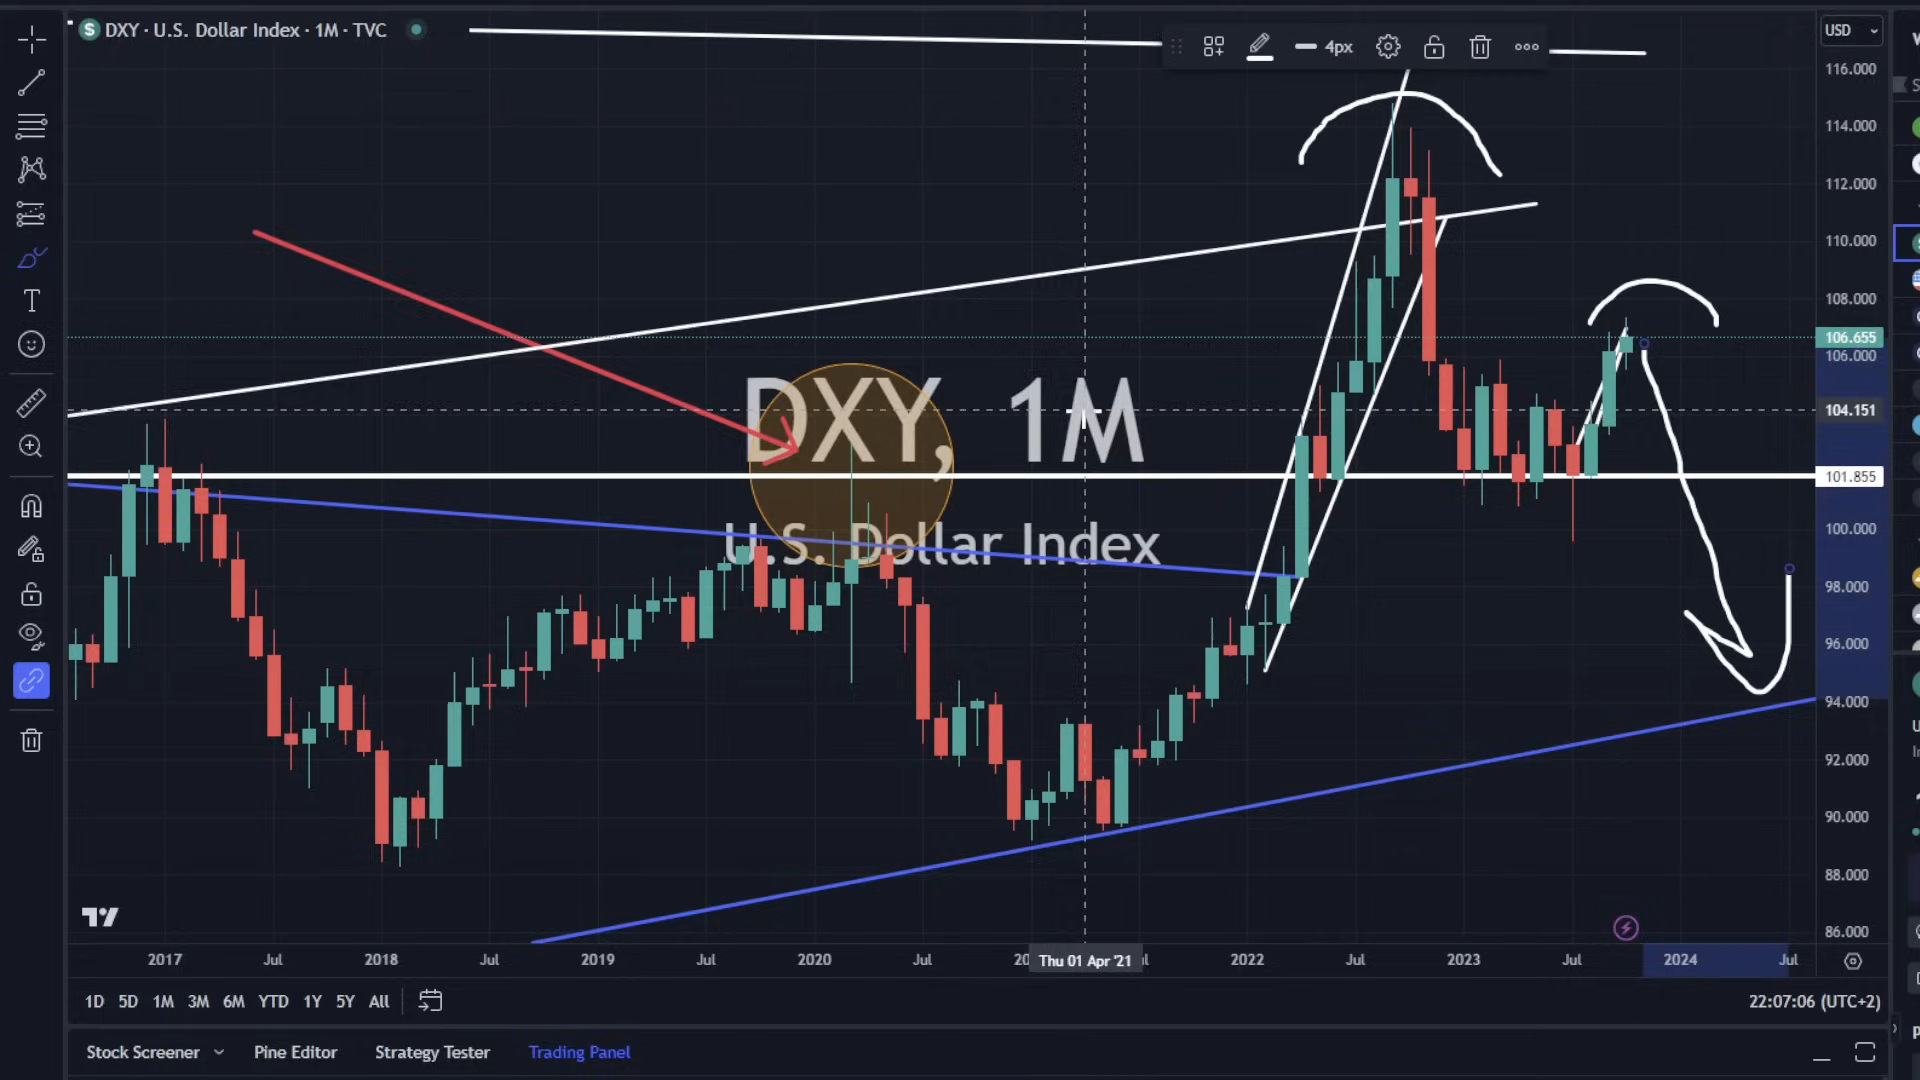 S DXY · U.S. Dollar Index · 1M · TVC
4px
USD
116.000
114.000
112.000
110.000
108.000
106.655
106.000
104.151
101.855
100.000
98.000
96.000
94.000
92.000
90.000
88.000
86.000
DXY, 1M
U.S. Dollar Index
2017 Jul 2018 Jul 2019 Jul 2020 Jul Thu 01 Apr '21 2022 Jul 2023 Jul 2024 Jul
1D 5D 1M 3M 6M YTD 1Y 5Y All
22:07:06 (UTC+2)
Stock Screener Pine Editor Strategy Tester Trading Panel